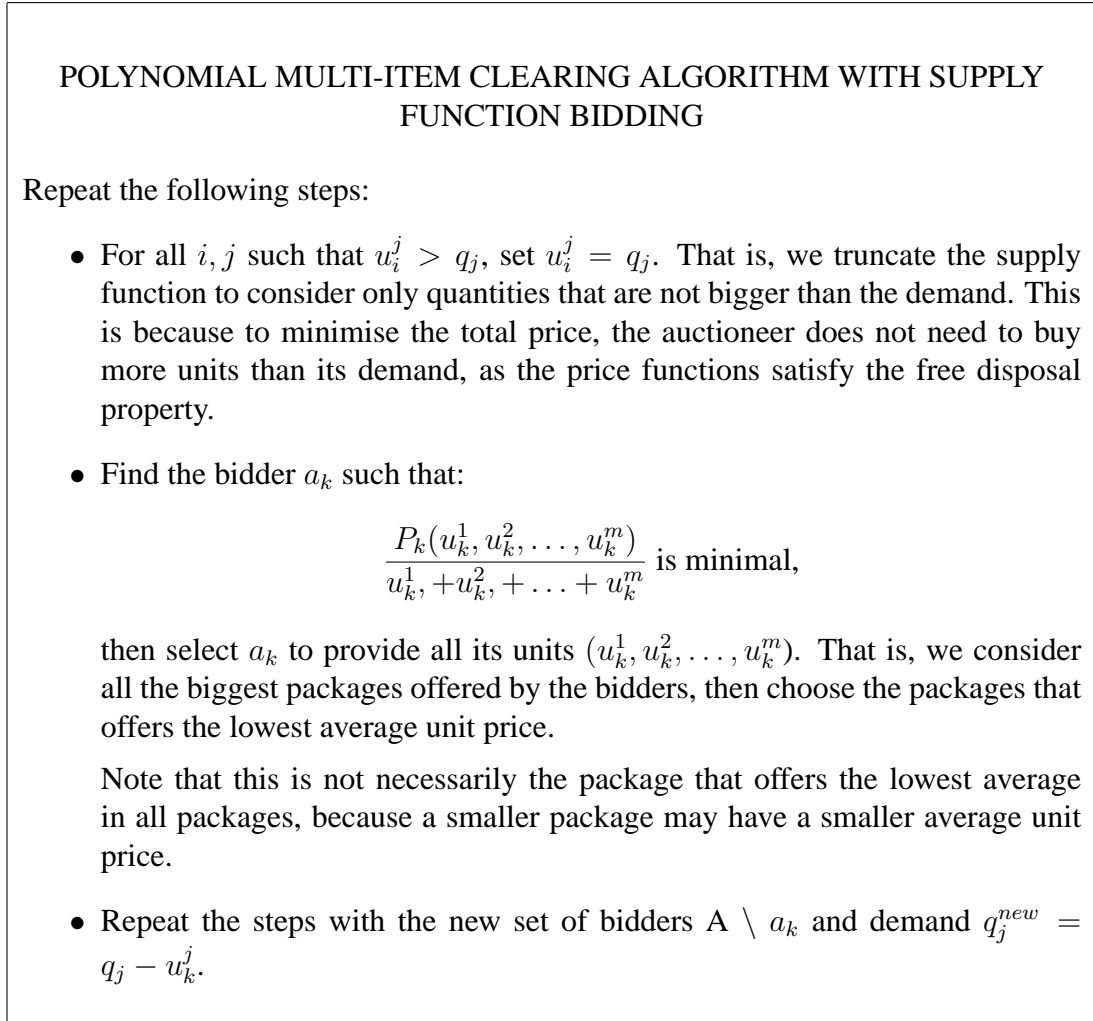 POLYNOMIAL MULTI-ITEM CLEARING ALGORITHM WITH SUPPLY
FUNCTION BIDDING
Repeat the following steps:
• For all $i, j$ such that $u_i^j > q_j$, set $u_i^j = q_j$. That is, we truncate the supply
function to consider only quantities that are not bigger than the demand. This
is because to minimise the total price, the auctioneer does not need to buy
more units than its demand, as the price functions satisfy the free disposal
property.
• Find the bidder $a_k$ such that:
$\frac{P_k(u_k^1, u_k^2, \ldots, u_k^m)}{u_k^1, +u_k^2, + \ldots + u_k^m}$ is minimal,
then select $a_k$ to provide all its units $(u_k^1, u_k^2, \ldots, u_k^m)$. That is, we consider
all the biggest packages offered by the bidders, then choose the packages that
offers the lowest average unit price.
Note that this is not necessarily the package that offers the lowest average
in all packages, because a smaller package may have a smaller average unit
price.
• Repeat the steps with the new set of bidders A \ $a_k$ and demand $q_j^{new} =$
$q_j - u_k^j$.